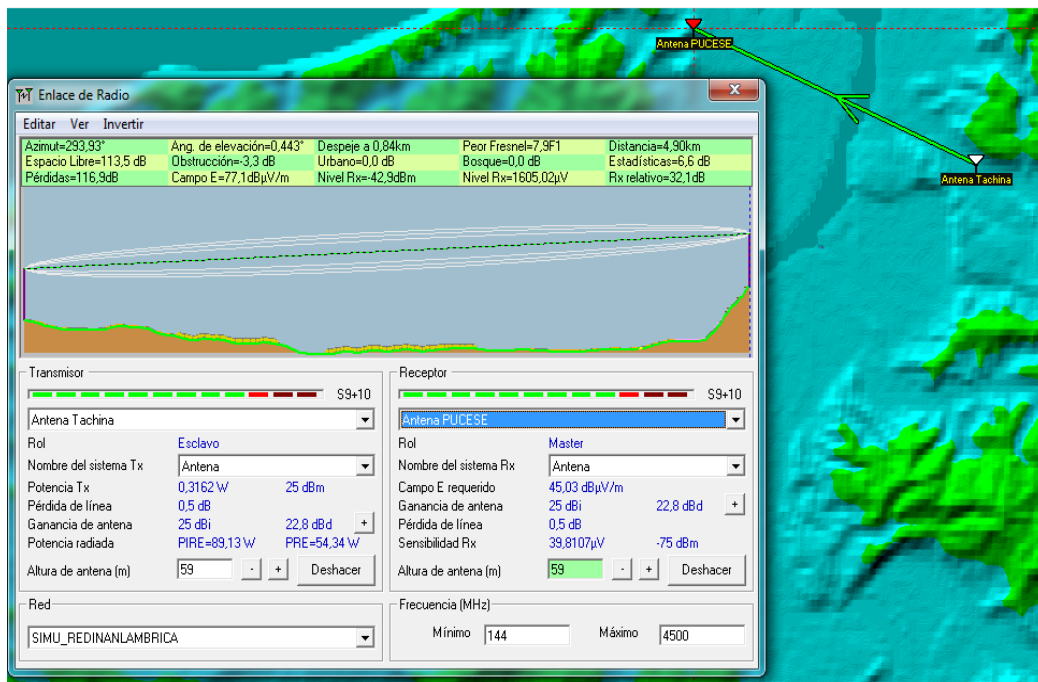 Antena PUCESE
Antena Tachina
Enlace de Radio
Editar Ver Invertir
Azimut=293,93° Ang. de elevación=0,443° Despeje a 0,84km Peor Fresnel=7,9F1 Distancia=4,90km
Espacio Libre=113,5 dB Obstrucción=-3,3 dB Urbano=0,0 dB Bosque=0,0 dB Estadísticas=6,6 dB
Pérdidas=116,9dB Campo E=77,1dBµV/m Nivel Rx=-42,9dBm Nivel Rx=1605,02µV Rx relativo=32,1dB
Transmisor
S9+10
Antena Tachina
Rol Esclavo
Nombre del sistema Tx Antena
Potencia Tx 0,3162 W 25 dBm
Pérdida de línea 0,5 dB
Ganancia de antena 25 dBi 22,8 dBd +
Potencia radiada PIRE=89,13 W PRE=54,34 W
Altura de antena (m) 59 - + Deshacer
Receptor
S9+10
Antena PUCESE
Rol Master
Nombre del sistema Rx Antena
Campo E requerido 45,03 dBµV/m
Ganancia de antena 25 dBi 22,8 dBd +
Pérdida de línea 0,5 dB
Sensibilidad Rx 39,8107µV -75 dBm
Altura de antena (m) 59 - + Deshacer
Red
SIMU_REDINANLAMBRICA
Frecuencia (MHz)
Mínimo 144 Máximo 4500